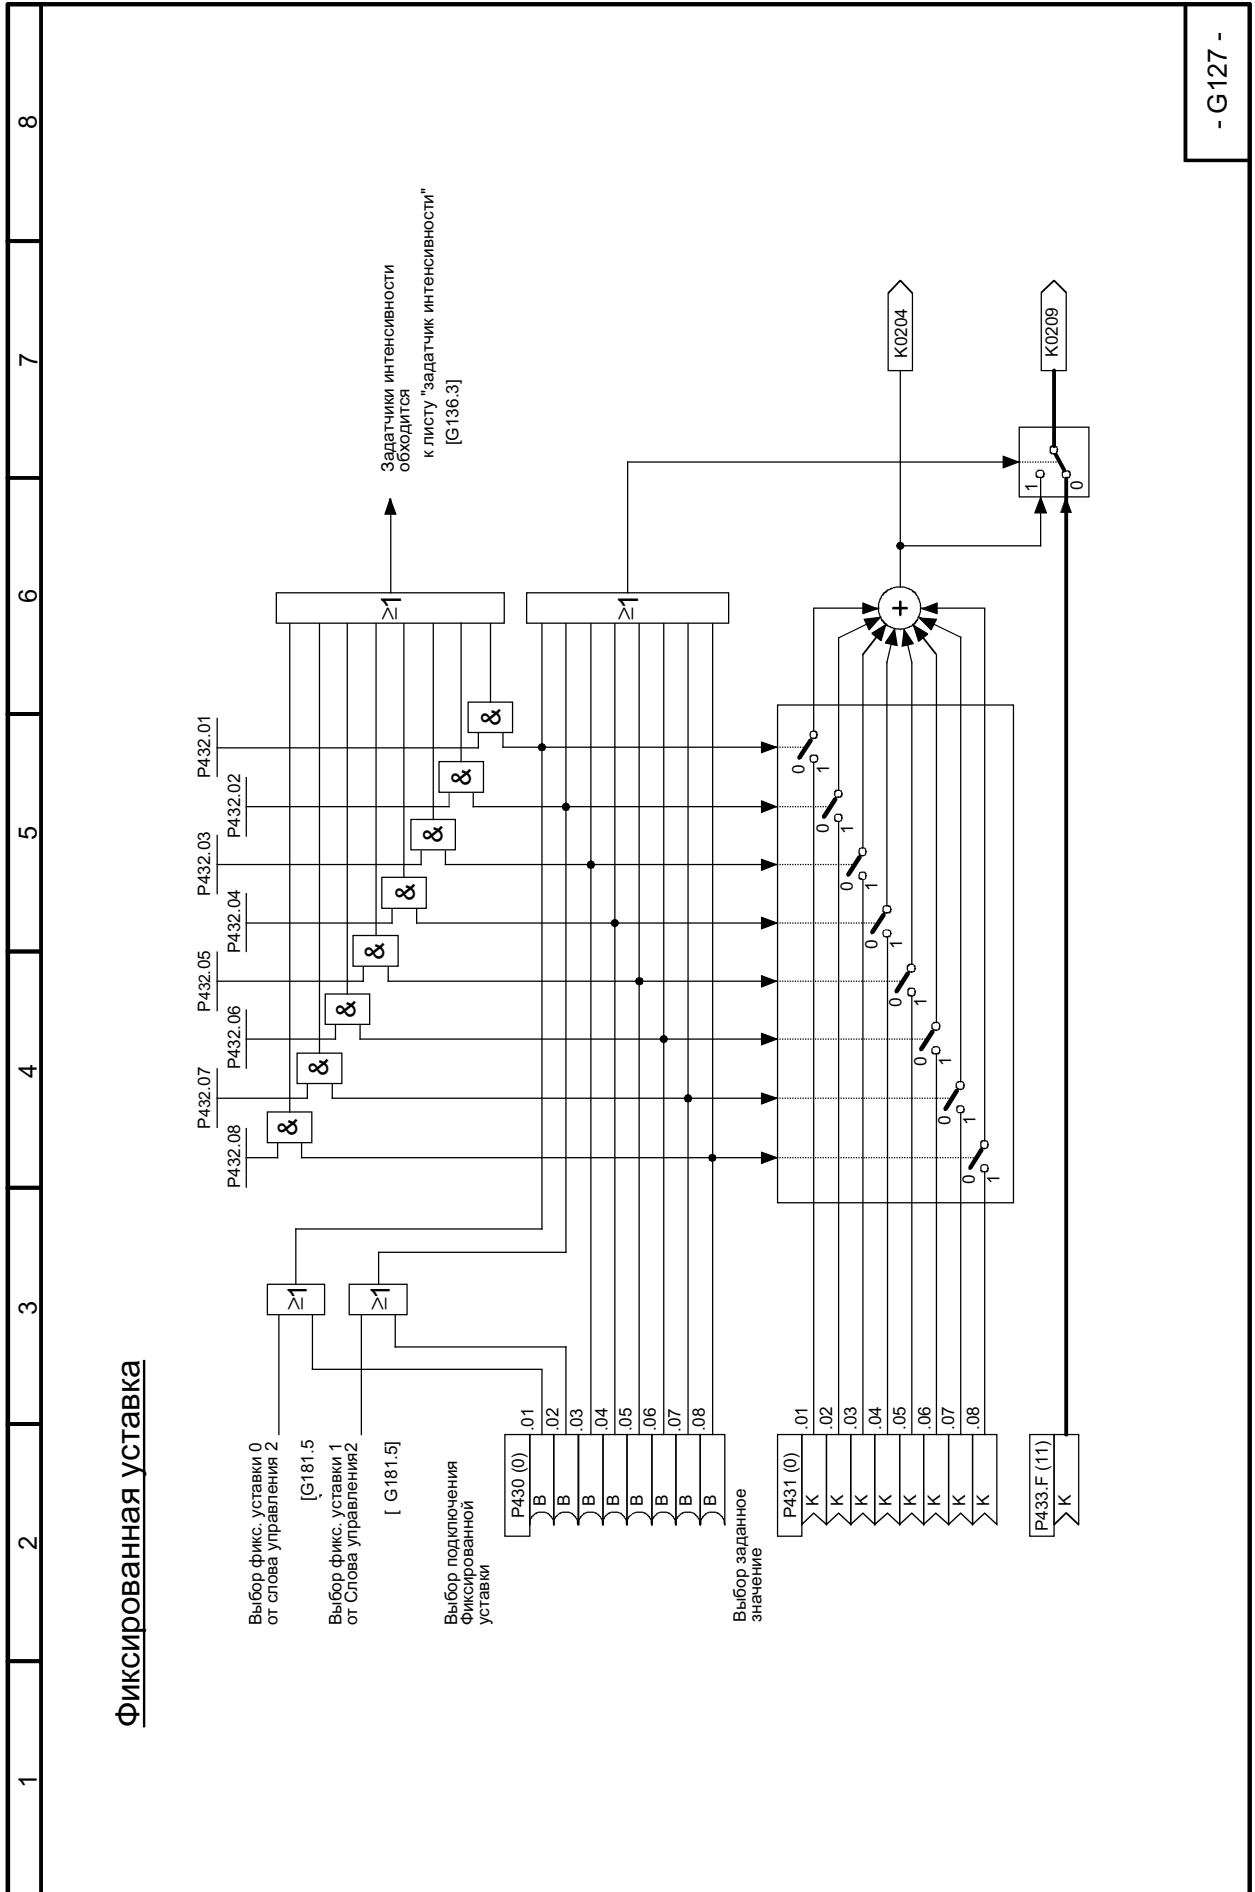 1
2
3
4
5
6
7
8
Фиксированная уставка
Выбор фикс. уставки 0
от слова управления 2
[G181.5
Выбор фикс. уставки 1
от Слова управления2
[ G181.5]
≥1
≥1
P432.08
P432.07
P432.06
P432.05
P432.04
P432.03
P432.02
P432.01
&
&
&
&
&
&
&
&
≥1
Задатчики интенсивности
обходится
к листу "задатчик интенсивности"
[G136.3]
Выбор подключения
фиксированной
уставки
P430 (0)
B .01
B .02
B .03
B .04
B .05
B .06
B .07
B .08
≥1
Выбор заданное
значение
P431 (0)
K .01
K .02
K .03
K .04
K .05
K .06
K .07
K .08
0 1
0 1
0 1
0 1
0 1
0 1
0 1
0 1
+
K0204
P433.F (11)
K
1
0
K0209
- G127 -